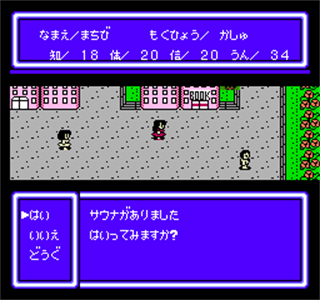 なまえ／まちび　もくひょう／　かしゅ
知／　18　体／　20　信／　20　うん／　34
BOOK
▶はい
いいえ
どうぐ
サウナがありました
はいってみますか?